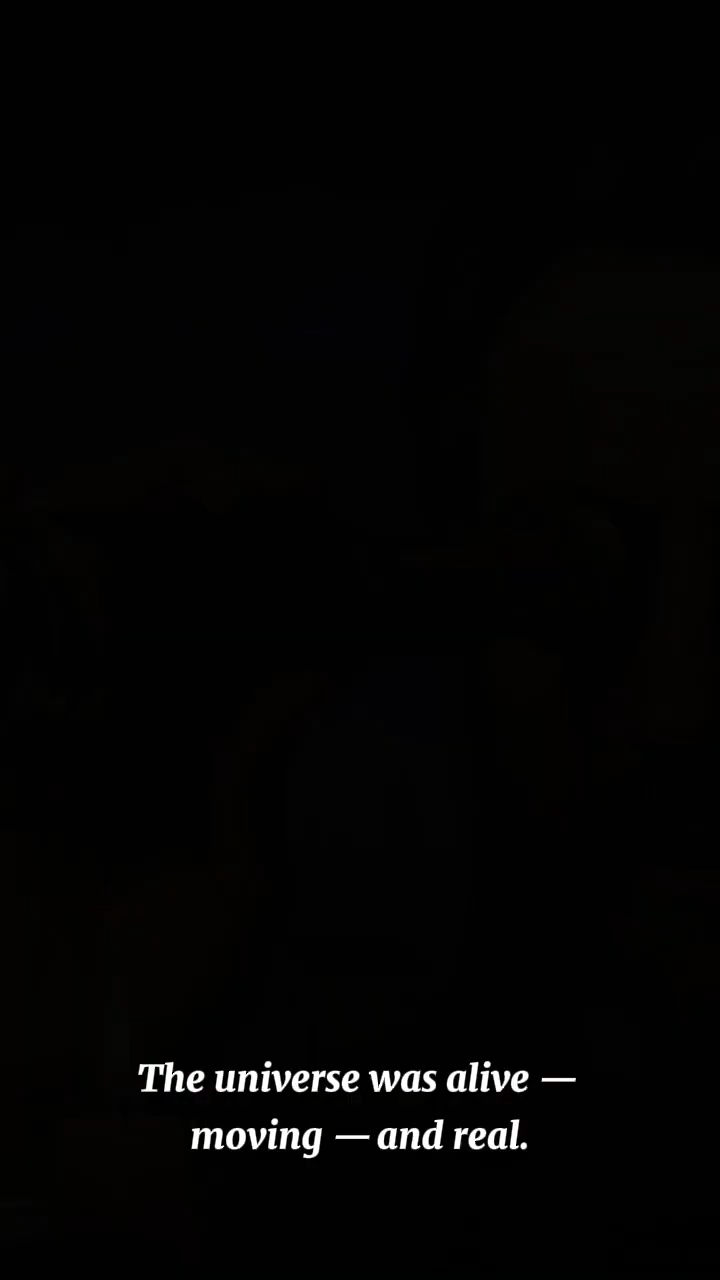 The universe was alive —
moving — and real.